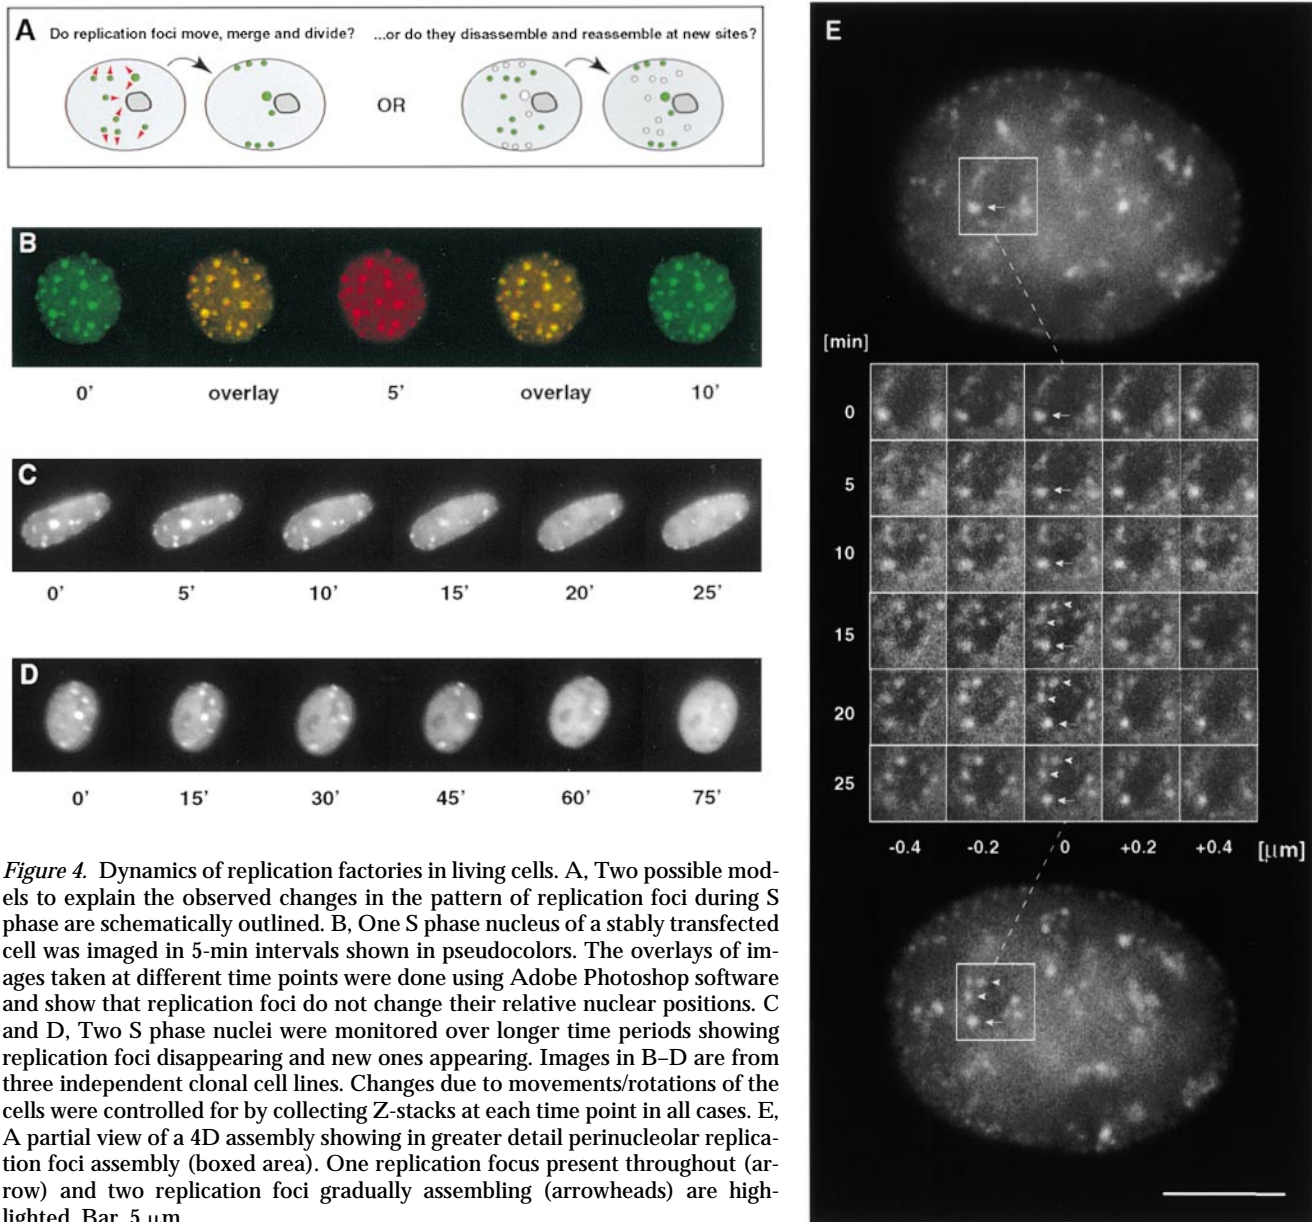 A
Do replication foci move, merge and divide?
...or do they disassemble and reassemble at new sites?
OR
B
0' overlay 5' overlay 10'
C
0' 5' 10' 15' 20' 25'
D
0' 15' 30' 45' 60' 75'
E
[min]
0
5
10
15
20
25
-0.4 -0.2 0 +0.2 +0.4 [μm]
Figure 4. Dynamics of replication factories in living cells. A, Two possible mod-
els to explain the observed changes in the pattern of replication foci during S
phase are schematically outlined. B, One S phase nucleus of a stably transfected
cell was imaged in 5-min intervals shown in pseudocolors. The overlays of im-
ages taken at different time points were done using Adobe Photoshop software
and show that replication foci do not change their relative nuclear positions. C
and D, Two S phase nuclei were monitored over longer time periods showing
replication foci disappearing and new ones appearing. Images in B–D are from
three independent clonal cell lines. Changes due to movements/rotations of the
cells were controlled for by collecting Z-stacks at each time point in all cases. E,
A partial view of a 4D assembly showing in greater detail perinucleolar replica-
tion foci assembly (boxed area). One replication focus present throughout (ar-
row) and two replication foci gradually assembling (arrowheads) are high-
lighted. Bar, 5 μm.